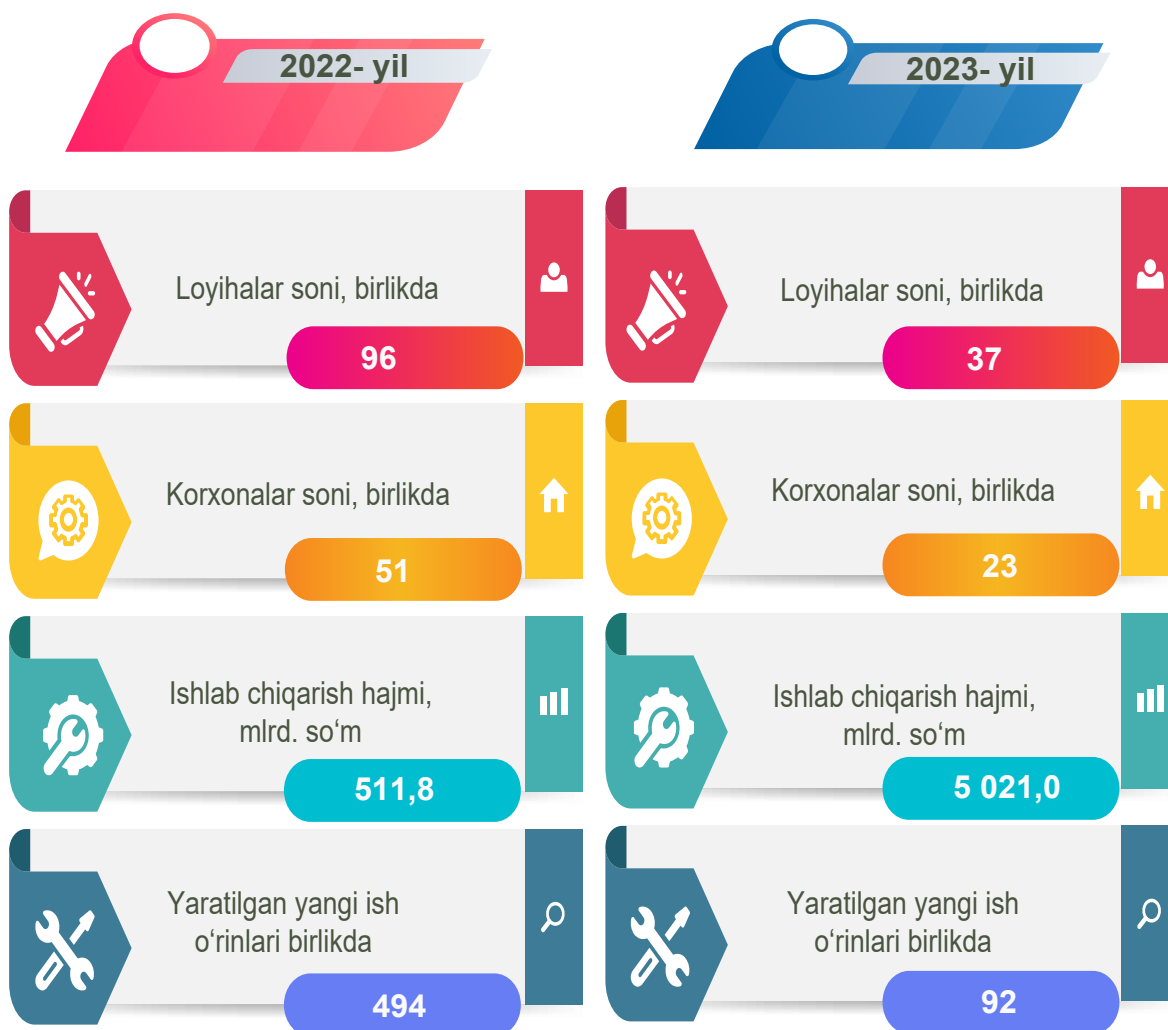 2022- yil
Loyihalar soni, birlikda
96
Korxonalar soni, birlikda
51
Ishlab chiqarish hajmi,
mlrd. so‘m
511,8
Yaratilgan yangi ish
o‘rinlari birlikda
494
2023- yil
Loyihalar soni, birlikda
37
Korxonalar soni, birlikda
23
Ishlab chiqarish hajmi,
mlrd. so‘m
5 021,0
Yaratilgan yangi ish
o‘rinlari birlikda
92